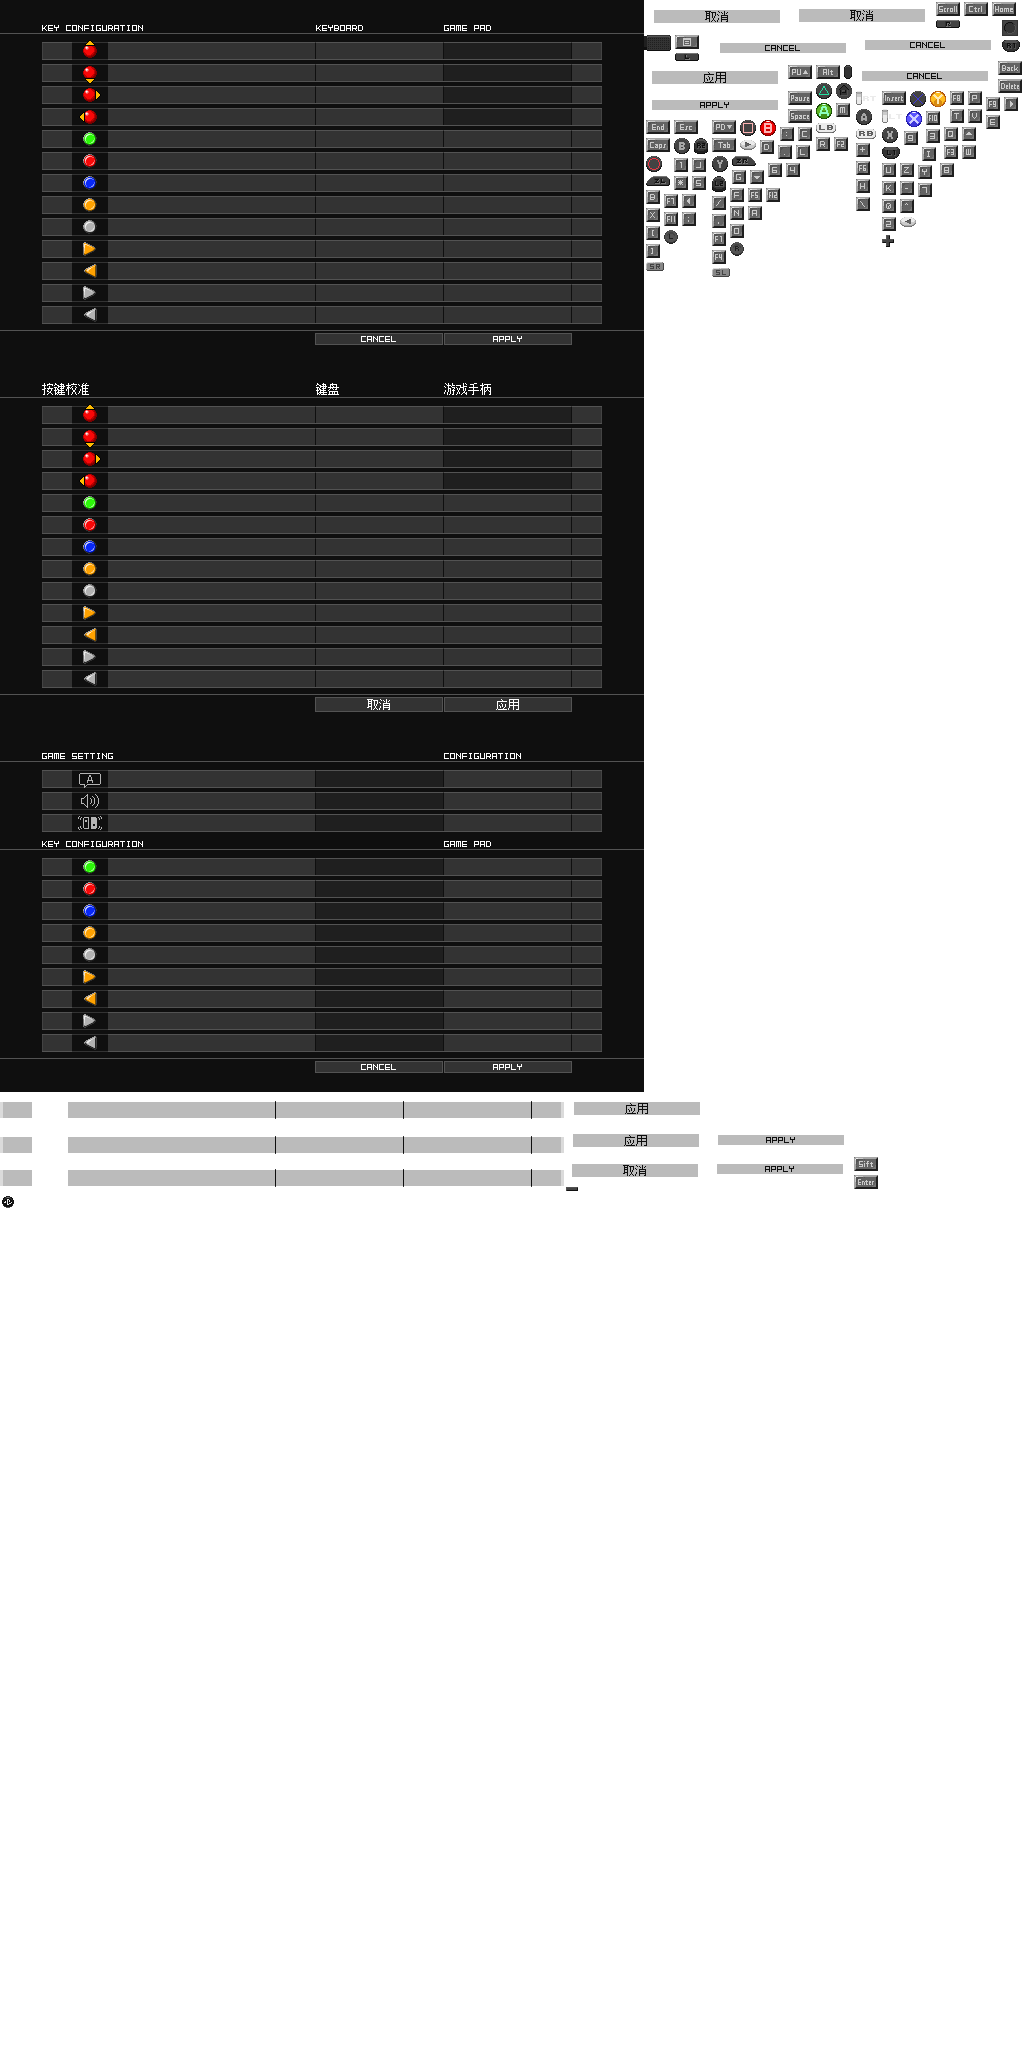 KEY CONFIGURATION KEYBOARD GAME PAD
CANCEL APPLY
按键校准 键盘 游戏手柄
取消 应用
GAME SETTING CONFIGURATION
A
KEY CONFIGURATION GAME PAD
CANCEL APPLY
取消 取消 Scroll Ctrl Home
CANCEL CANCEL
应用 PU Alt CANCEL Back
Delete
APPLY Pause A M Insert Y F8 P F9
Space LB A X F10 T V E
End Esc PD B : C RB X 9 3 Q
Caps B Tab D R F2
1 J Y . L + I F3 W
* S G 6 4 F6 U Z Y 8
B F7 / F F5 F12 H K - 7
X F11 ; , N A \ @ ^
[ L F1 O 2
] F4 R
SR SL
应用
应用 APPLY
取消 APPLY Sift
Enter